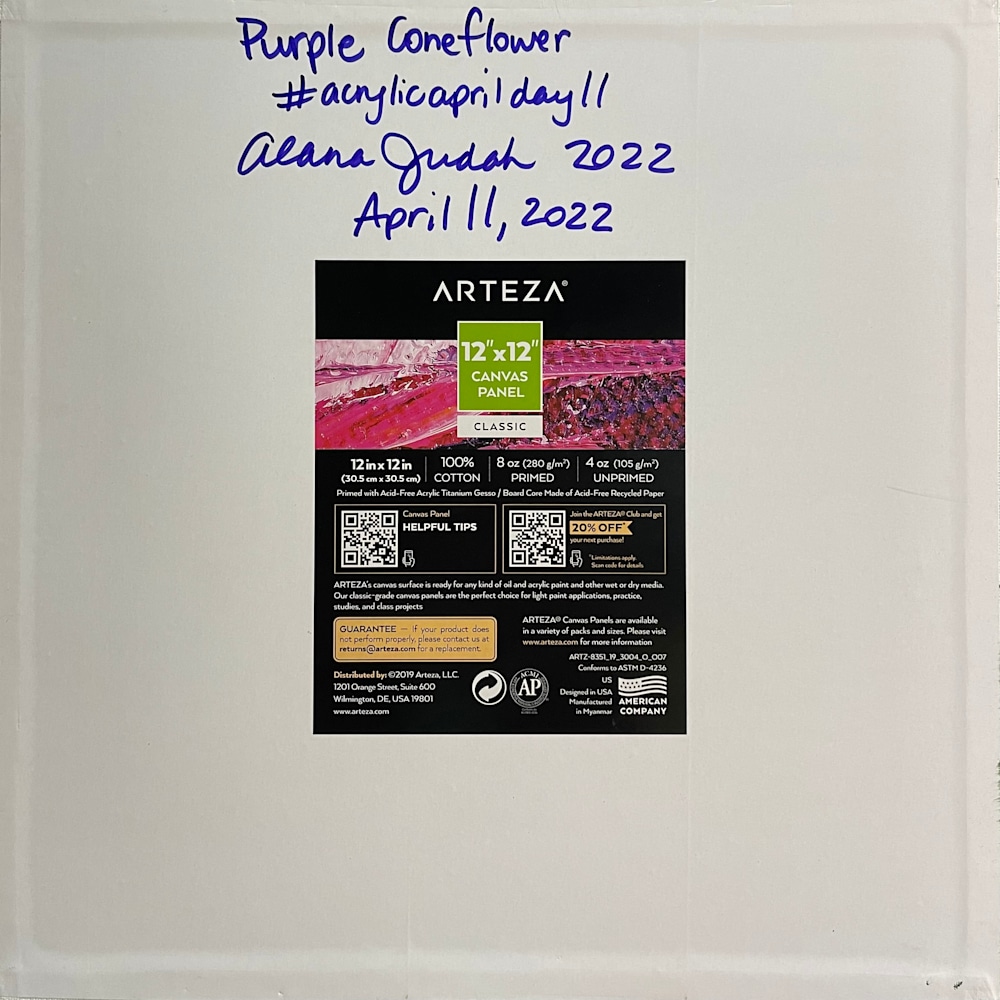 Purple Coneflower
#acrylicaprilday11
Alana Judah 2022
April 11, 2022
ARTEZA®
12"x12"
CANVAS
PANEL
CLASSIC
12 in x 12 in
(30.5 cm x 30.5 cm)
100%
COTTON
8 oz (280 g/m²)
PRIMED
4 oz (105 g/m²)
UNPRIMED
Primed with Acid-Free Acrylic Titanium Gesso / Board Core Made of Acid-Free Recycled Paper
Canvas Panel
HELPFUL TIPS
Join the ARTEZA® Club and get
20% OFF*
your next purchase!
*Limitations apply.
Scan code for details
ARTEZA's canvas surface is ready for any kind of oil and acrylic paint and other wet or dry media.
Our classic-grade canvas panels are the perfect choice for light paint applications, practice,
studies, and class projects
GUARANTEE — If your product does
not perform properly, please contact us at
returns@arteza.com for a replacement.
ARTEZA® Canvas Panels are available
in a variety of packs and sizes. Please visit
www.arteza.com for more information
ARTZ-8351_19_3004_0_007
Conforms to ASTM D-4236
Distributed by: ©2019 Arteza, LLC.
1201 Orange Street, Suite 600
Wilmington, DE, USA 19801
www.arteza.com
ACMI
AP
US
Designed in USA
Manufactured
in Myanmar
AMERICAN
COMPANY